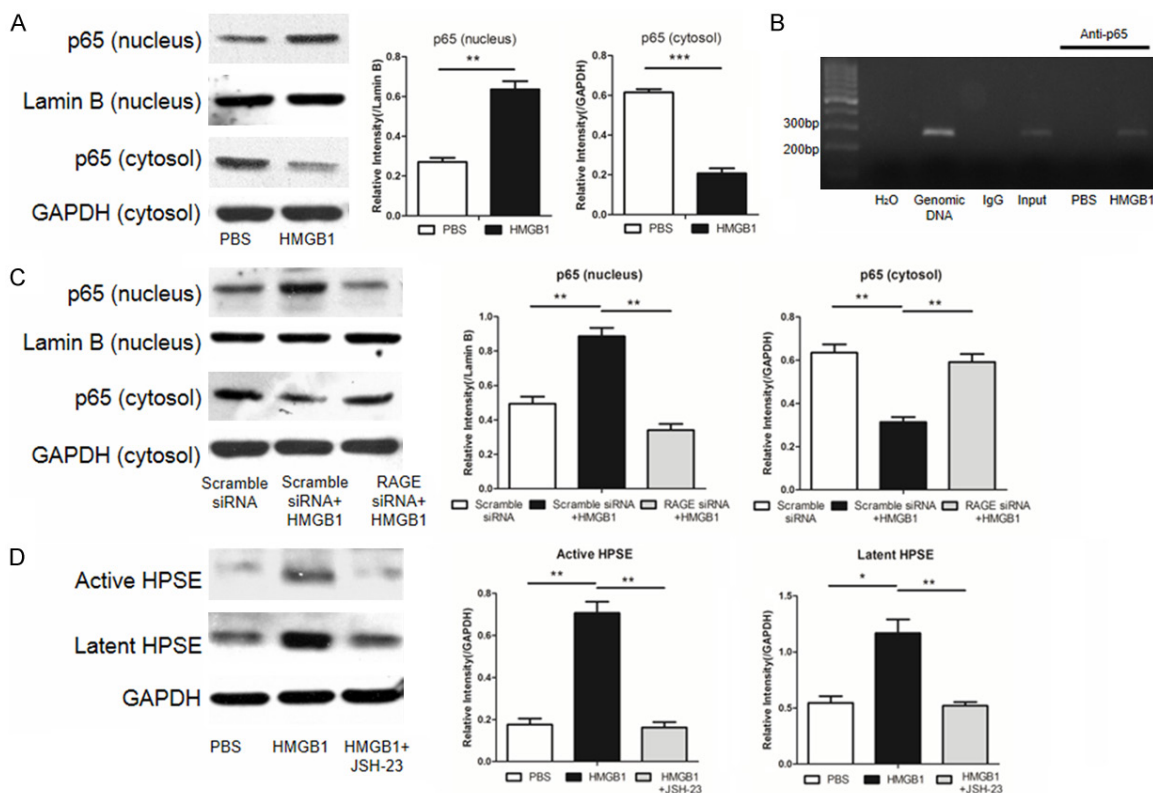 A
p65 (nucleus)
Lamin B (nucleus)
p65 (cytosol)
GAPDH (cytosol)
PBS HMGB1
p65 (nucleus)
**
Relative Intensity(/Lamin B)
0.8
0.6
0.4
0.2
0.0
PBS HMGB1
p65 (cytosol)
***
Relative Intensity(/GAPDH)
0.8
0.6
0.4
0.2
0.0
PBS HMGB1
B
Anti-p65
300bp
200bp
H₂O Genomic DNA IgG Input PBS HMGB1
C
p65 (nucleus)
Lamin B (nucleus)
p65 (cytosol)
GAPDH (cytosol)
Scramble Scramble RAGE
siRNA siRNA+ siRNA+
HMGB1 HMGB1
p65 (nucleus)
** **
Relative Intensity(/Lamin B)
1.0
0.8
0.6
0.4
0.2
0.0
Scramble Scramble siRNA RAGE siRNA
siRNA +HMGB1 +HMGB1
p65 (cytosol)
** **
Relative Intensity(/GAPDH)
0.8
0.6
0.4
0.2
0.0
Scramble Scramble siRNA RAGE siRNA
siRNA +HMGB1 +HMGB1
D
Active HPSE
Latent HPSE
GAPDH
PBS HMGB1 HMGB1+
JSH-23
Active HPSE
** **
Relative Intensity(/GAPDH)
0.8
0.6
0.4
0.2
0.0
PBS HMGB1 HMGB1
+JSH-23
Latent HPSE
* **
Relative Intensity(/GAPDH)
1.5
1.0
0.5
0.0
PBS HMGB1 HMGB1
+JSH-23